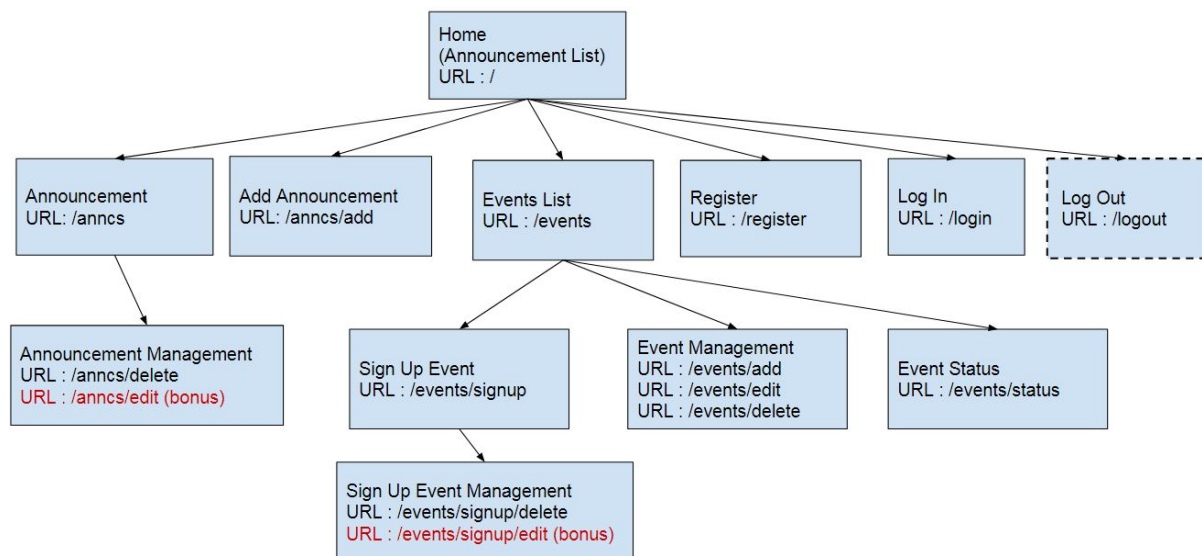 Home
(Announcement List)
URL : /
Announcement
URL: /anncs
Add Announcement
URL: /anncs/add
Events List
URL : /events
Register
URL : /register
Log In
URL : /login
Log Out
URL : /logout
Announcement Management
URL : /anncs/delete
URL : /anncs/edit (bonus)
Sign Up Event
URL : /events/signup
Event Management
URL : /events/add
URL : /events/edit
URL : /events/delete
Event Status
URL : /events/status
Sign Up Event Management
URL : /events/signup/delete
URL : /events/signup/edit (bonus)